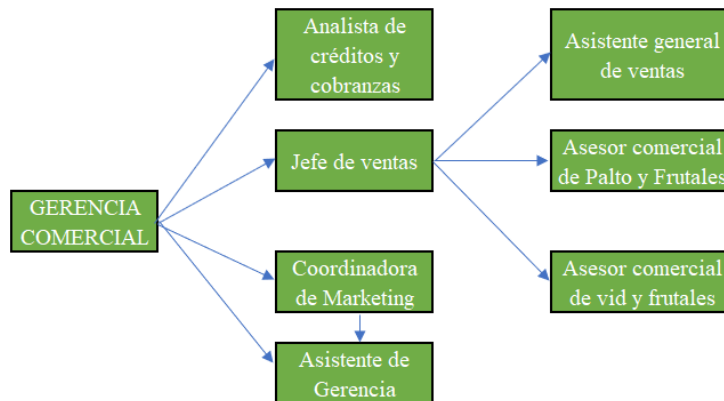 GERENCIA
COMERCIAL
Analista de
créditos y
cobranzas
Jefe de ventas
Coordinadora
de Marketing
Asistente de
Gerencia
Asistente general
de ventas
Asesor comercial
de Palto y Frutales
Asesor comercial
de vid y frutales